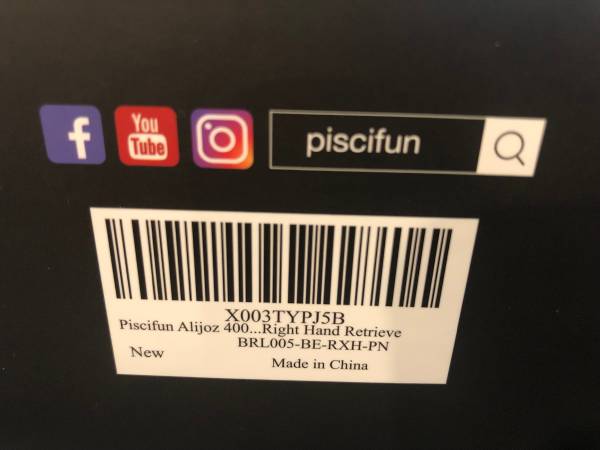 f
You
Tube
piscifun
X003TYPJ5B
Piscifun Alijoz 400...Right Hand Retrieve
BRL005-BE-RXH-PN
New
Made in China